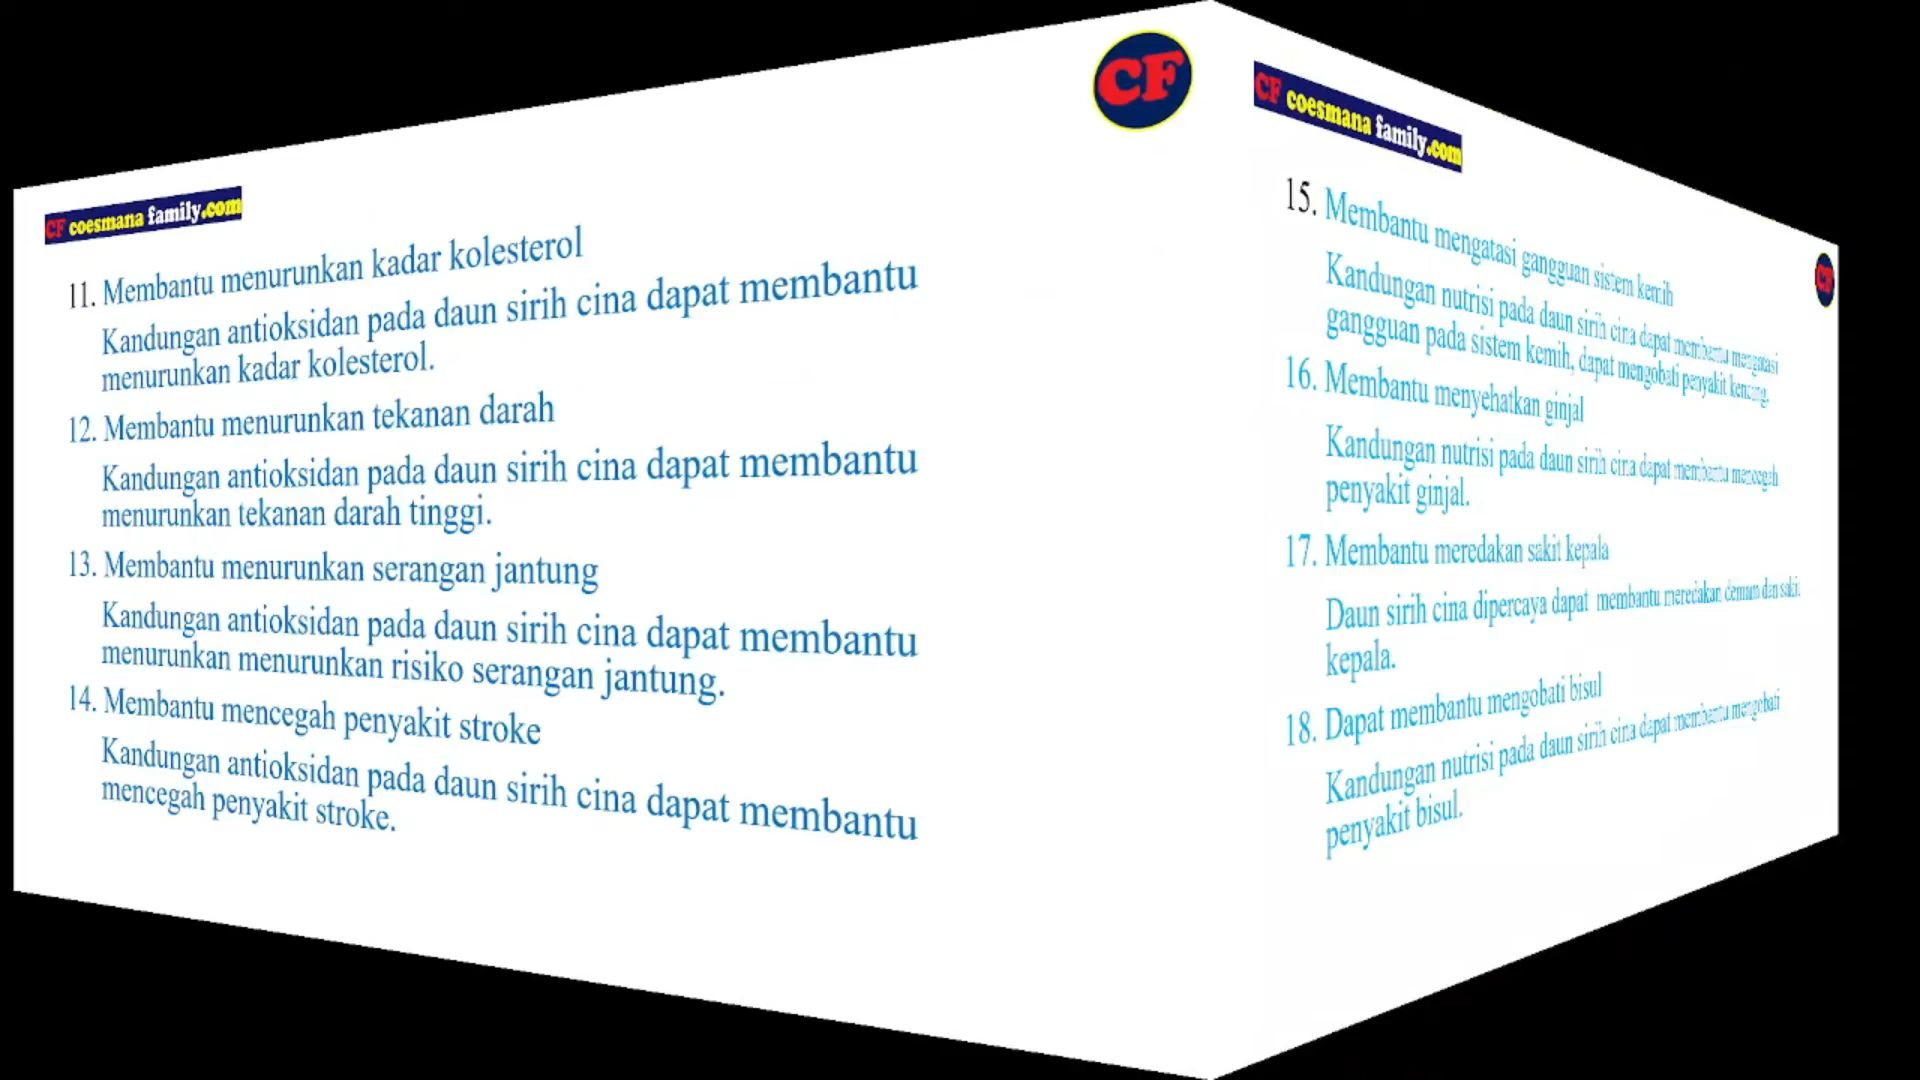 CF coesmana family.com
CF
11. Membantu menurunkan kadar kolesterol
Kandungan antioksidan pada daun sirih cina dapat membantu
menurunkan kadar kolesterol.
12. Membantu menurunkan tekanan darah
Kandungan antioksidan pada daun sirih cina dapat membantu
menurunkan tekanan darah tinggi.
13. Membantu menurunkan serangan jantung
Kandungan antioksidan pada daun sirih cina dapat membantu
menurunkan menurunkan risiko serangan jantung.
14. Membantu mencegah penyakit stroke
Kandungan antioksidan pada daun sirih cina dapat membantu
mencegah penyakit stroke.
CF coesmana family.com
CF
15. Membantu mengatasi gangguan sistem kemih
Kandungan nutrisi pada daun sirih cina dapat membantu mengatasi
gangguan pada sistem kemih, dapat mengobati penyakit kencing.
16. Membantu menyehatkan ginjal
Kandungan nutrisi pada daun sirih cina dapat membantu mencegah
penyakit ginjal.
17. Membantu meredakan sakit kepala
Daun sirih cina dipercaya dapat membantu meredakan demam dan sakit
kepala.
18. Dapat membantu mengobati bisul
Kandungan nutrisi pada daun sirih cina dapat membantu mengobati
penyakit bisul.